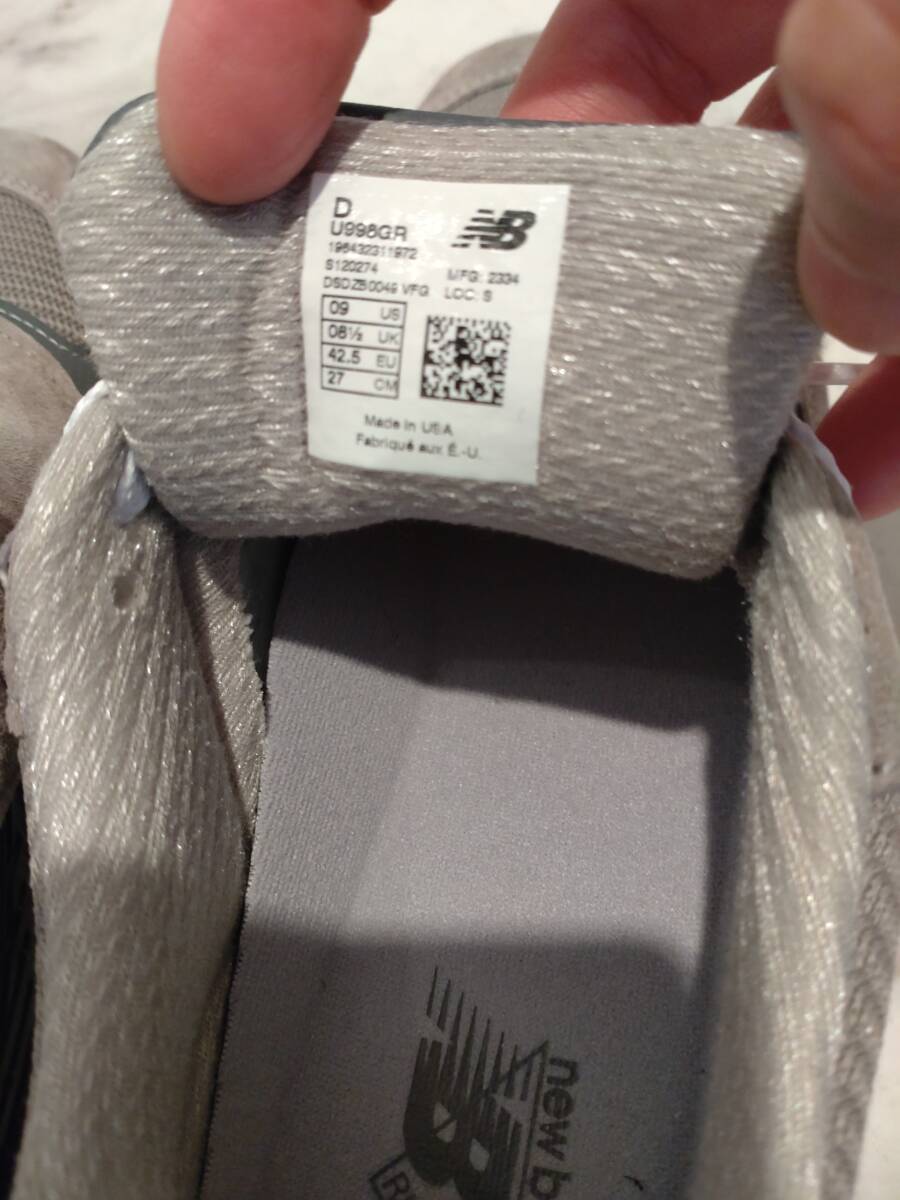 D
U998GR
NB
196432311972
S120274
MFG: 2334
DSDZB0049 VFG LOC: S
09 US
08½ UK
42.5 EU
27 CM
Made in USA
Fabriqué aux É.-U.
new b